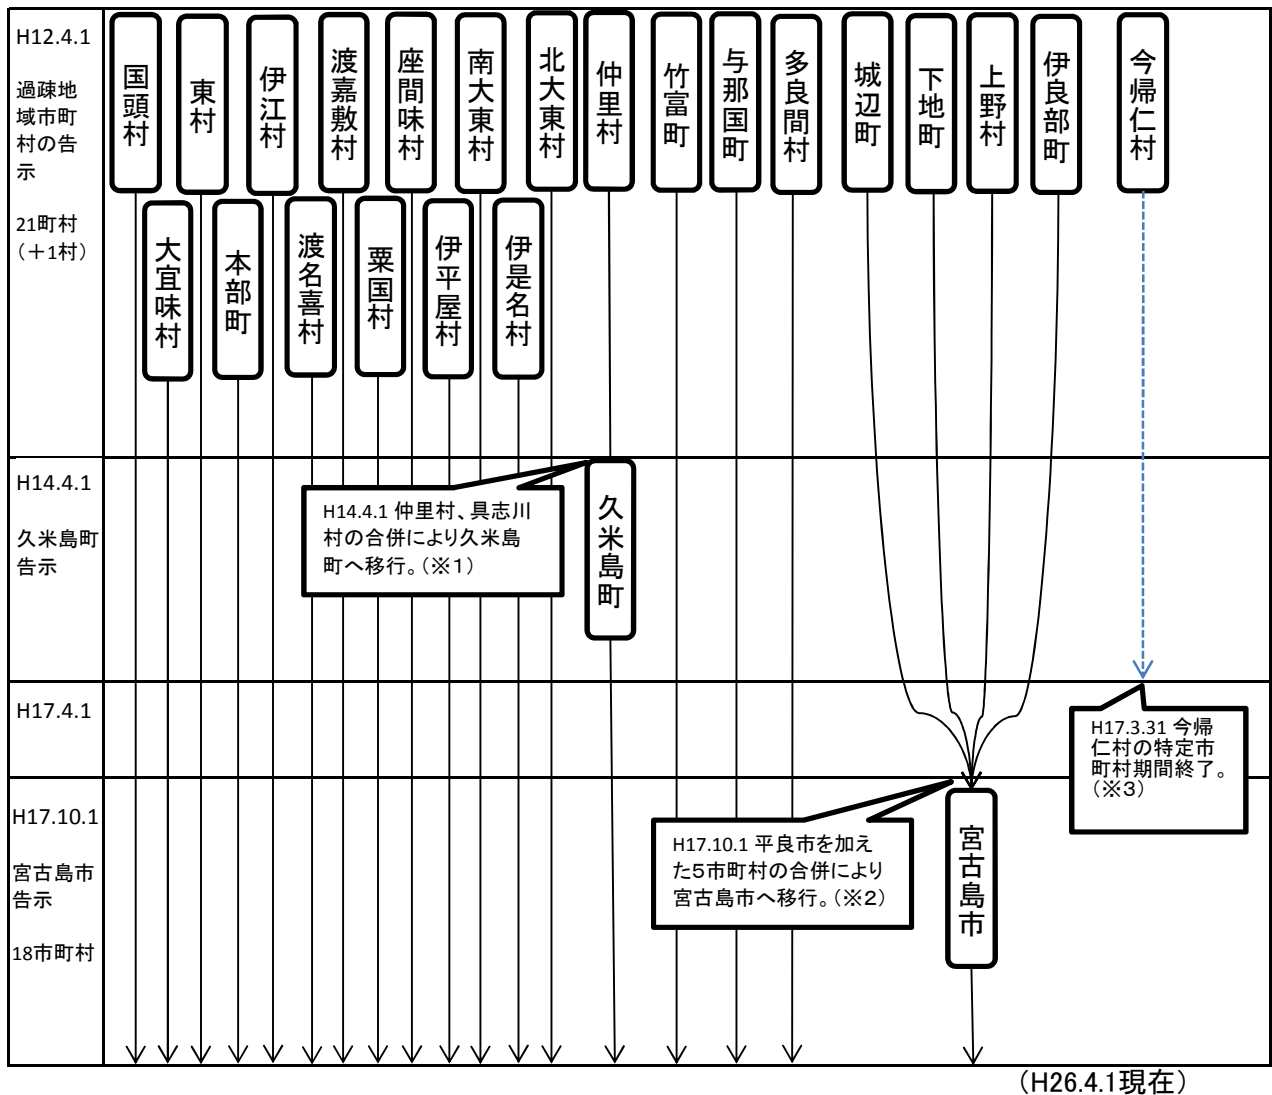 H12.4.1
過疎地
域市町
村の告
示
21町村
（＋1村）
国頭村
東村
伊江村
渡嘉敷村
座間味村
南大東村
北大東村
仲里村
竹富町
与那国町
多良間村
城辺町
下地町
上野村
伊良部町
今帰仁村
大宜味村
本部町
渡名喜村
粟国村
伊平屋村
伊是名村
H14.4.1
久米島町
告示
H14.4.1 仲里村、具志川
村の合併により久米島
町へ移行。（※１）
久米島町
H17.4.1
H17.3.31 今帰
仁村の特定市
町村期間終了。
（※３）
H17.10.1
宮古島市
告示
18市町村
H17.10.1 平良市を加え
た５市町村の合併により
宮古島市へ移行。（※２）
宮古島市
（H26.4.1現在）